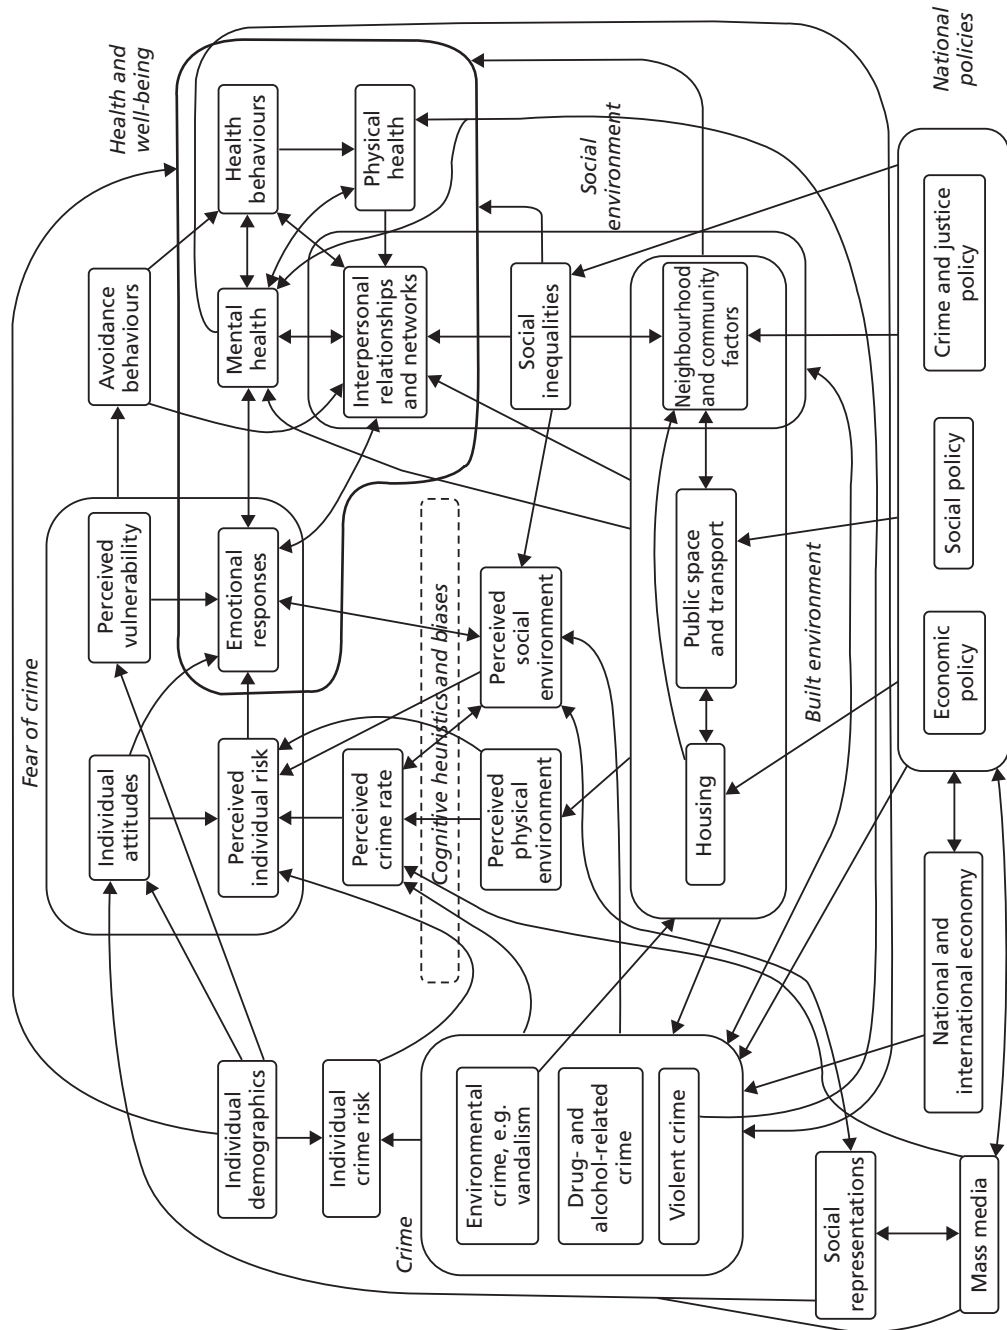 Health and
well-being
National
policies
Health
behaviours
Physical
health
Social
environment
Crime and justice
policy
Avoidance
behaviours
Mental
health
Interpersonal
relationships
and networks
Social
inequalities
Neighbourhood
and community
factors
Social policy
Fear of crime
Perceived
vulnerability
Emotional
responses
Cognitive heuristics and biases
Perceived
social
environment
Public space
and transport
Built environment
Economic
policy
Individual
attitudes
Perceived
individual risk
Perceived
crime rate
Perceived
physical
environment
Housing
National and
international economy
Individual
demographics
Individual
crime risk
Crime
Environmental
crime, e.g.
vandalism
Drug- and
alcohol-related
crime
Violent crime
Social
representations
Mass media